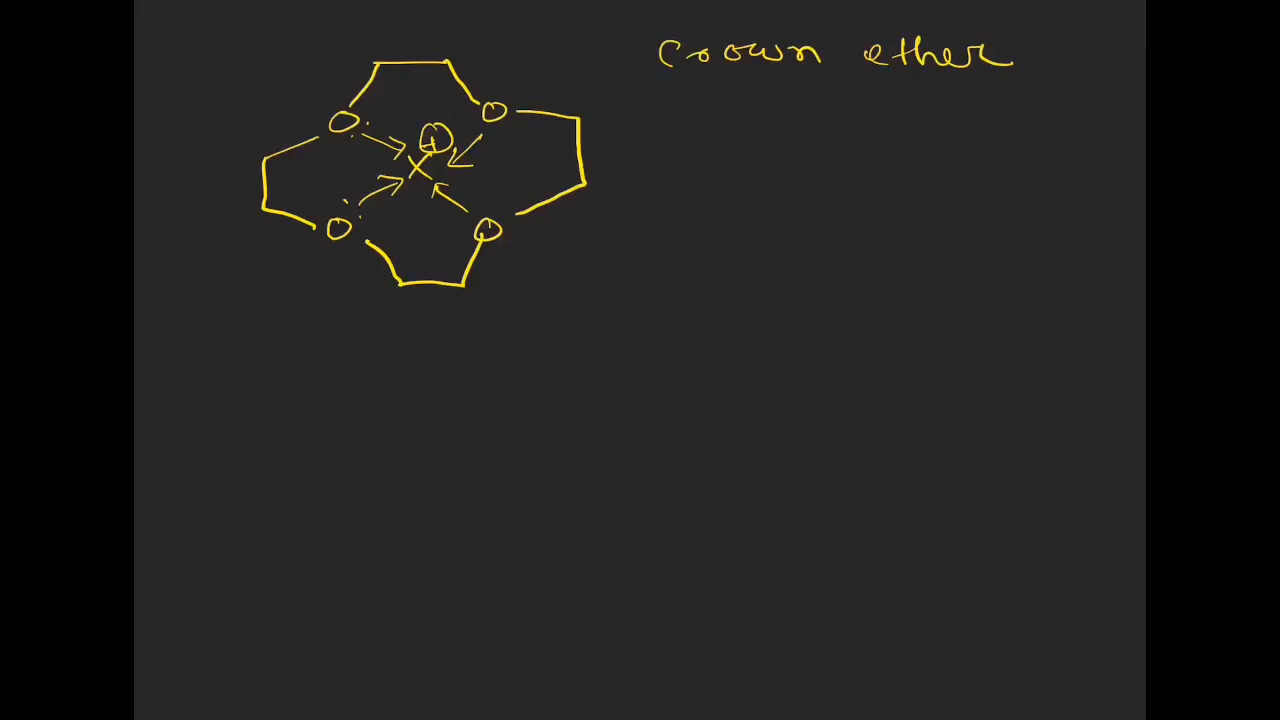 Crown ether
O O
X ⊕
O O